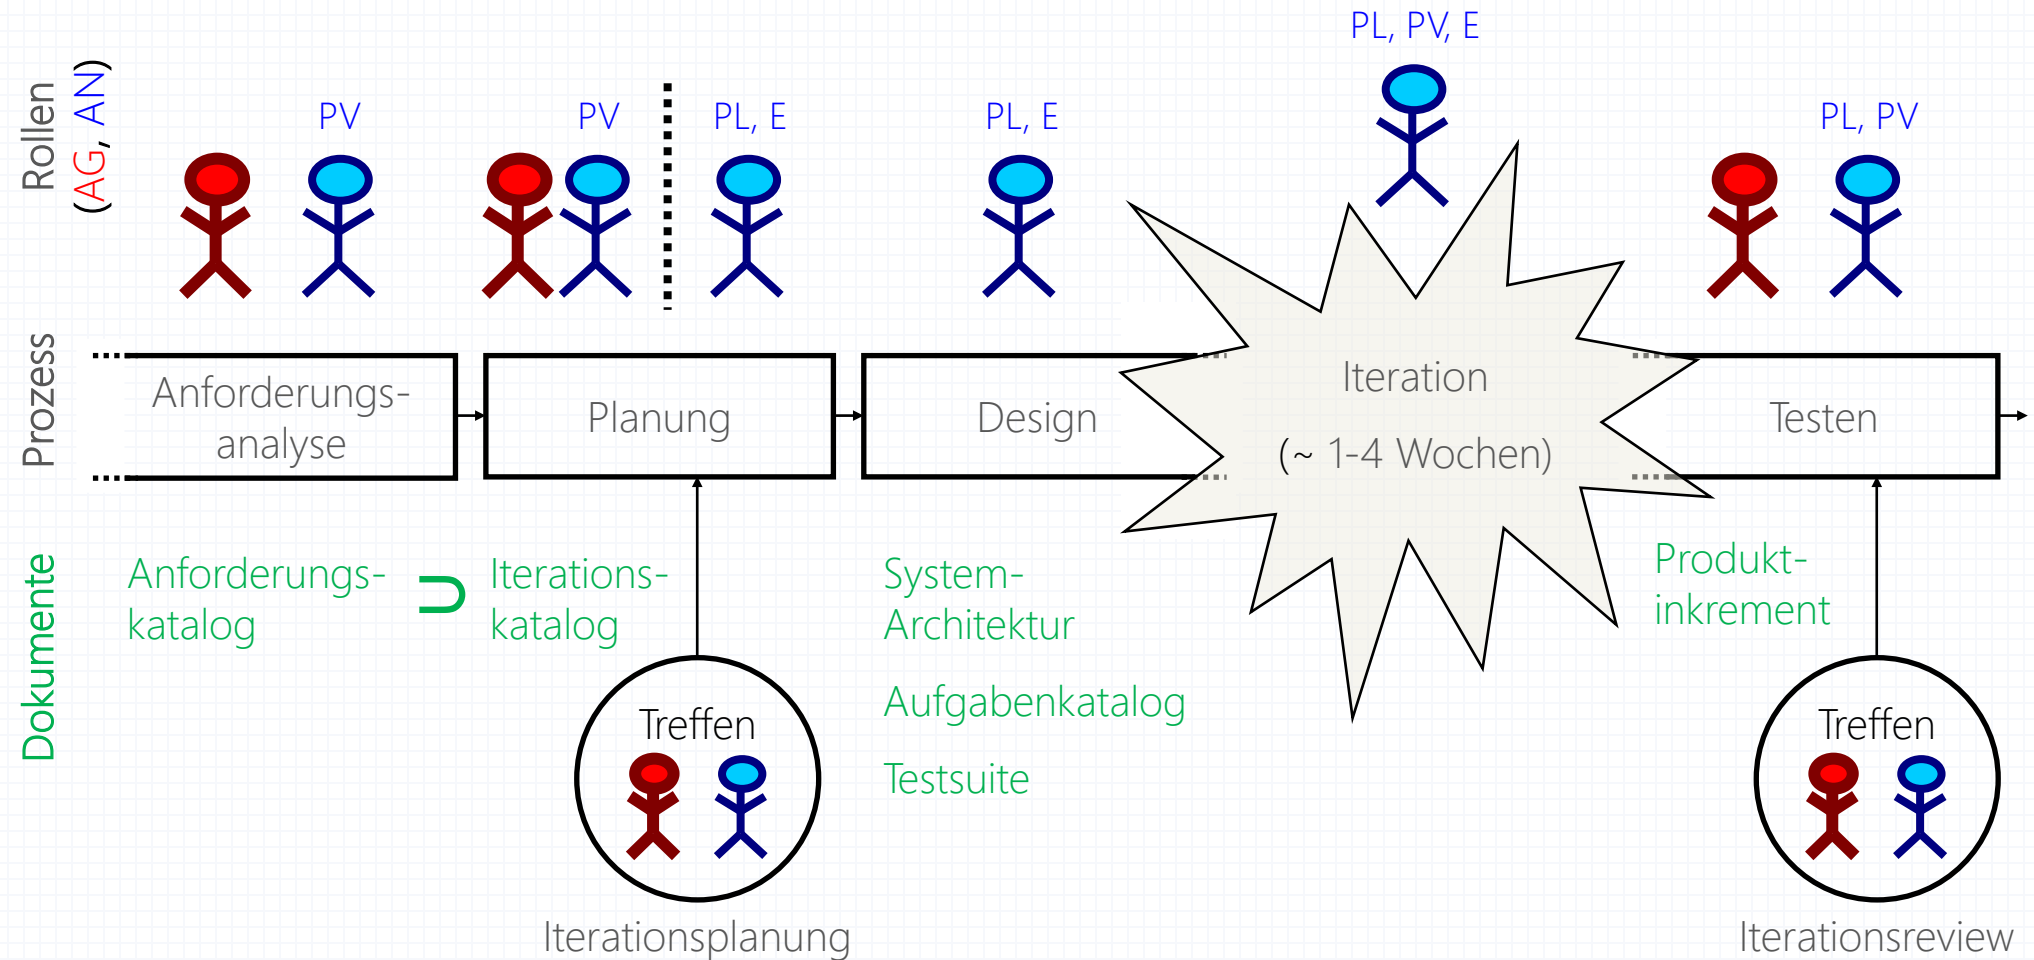 PL, PV, E
Rollen
(AG, AN)
PV
PV
PL, E
PL, E
PL, PV
Prozess
Anforderungs-
analyse
Planung
Design
Iteration
(~ 1-4 Wochen)
Testen
Dokumente
Anforderungs-
katalog
⊃
Iterations-
katalog
System-
Architektur
Aufgabenkatalog
Testsuite
Produkt-
inkrement
Treffen
Iterationsplanung
Treffen
Iterationsreview